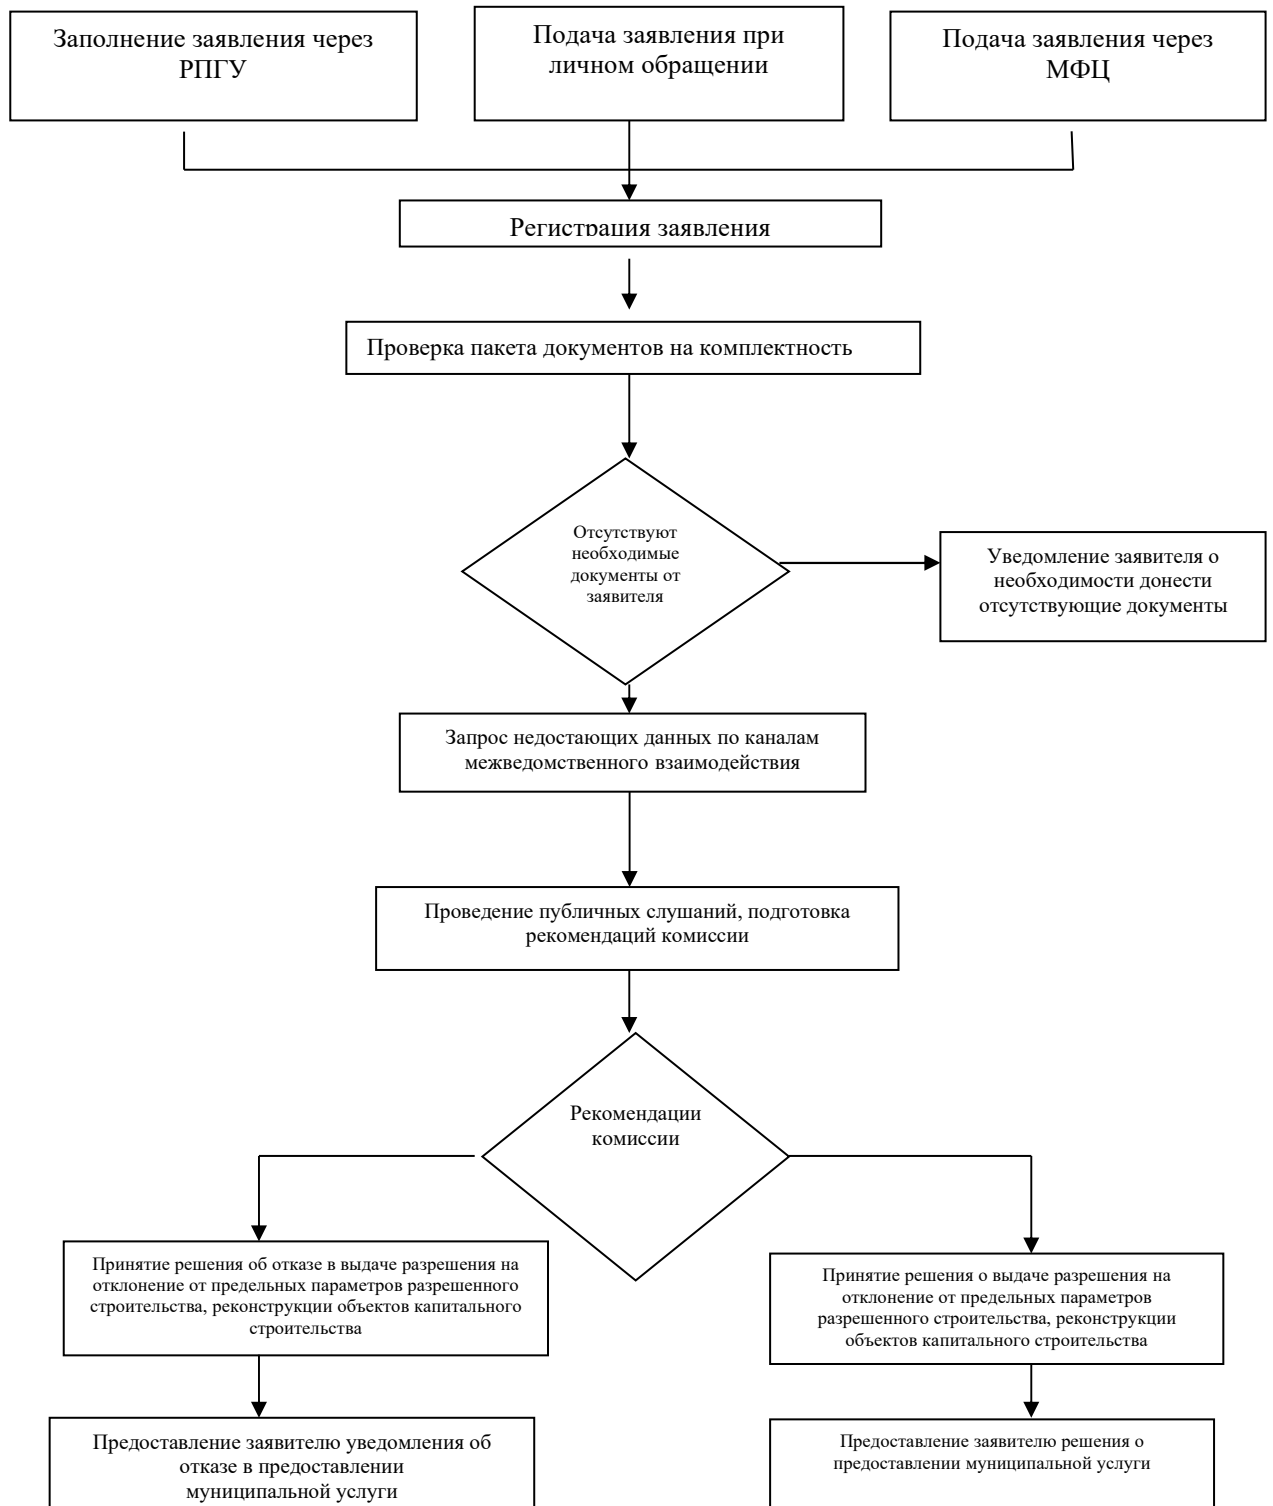 Заполнение заявления через
РПГУ
Подача заявления при
личном обращении
Подача заявления через
МФЦ
Регистрация заявления
Проверка пакета документов на комплектность
Отсутствуют
необходимые
документы от
заявителя
Уведомление заявителя о
необходимости донести
отсутствующие документы
Запрос недостающих данных по каналам
межведомственного взаимодействия
Проведение публичных слушаний, подготовка
рекомендаций комиссии
Рекомендации
комиссии
Принятие решения об отказе в выдаче разрешения на
отклонение от предельных параметров разрешенного
строительства, реконструкции объектов капитального
строительства
Принятие решения о выдаче разрешения на
отклонение от предельных параметров
разрешенного строительства, реконструкции
объектов капитального строительства
Предоставление заявителю уведомления об
отказе в предоставлении
муниципальной услуги
Предоставление заявителю решения о
предоставлении муниципальной услуги